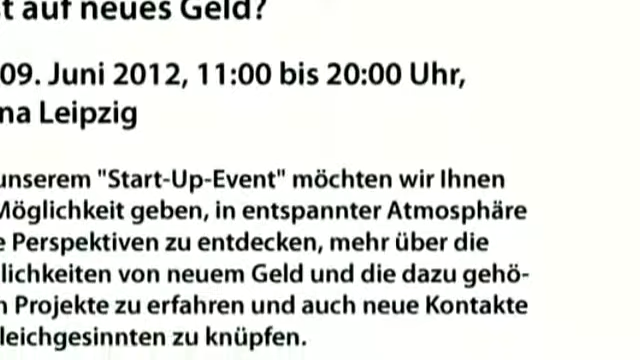 t auf neues Geld?
09. Juni 2012, 11:00 bis 20:00 Uhr,
na Leipzig
unserem "Start-Up-Event" möchten wir Ihnen
Möglichkeit geben, in entspannter Atmosphäre
e Perspektiven zu entdecken, mehr über die
lichkeiten von neuem Geld und die dazu gehö-
n Projekte zu erfahren und auch neue Kontakte
leichgesinnten zu knüpfen.